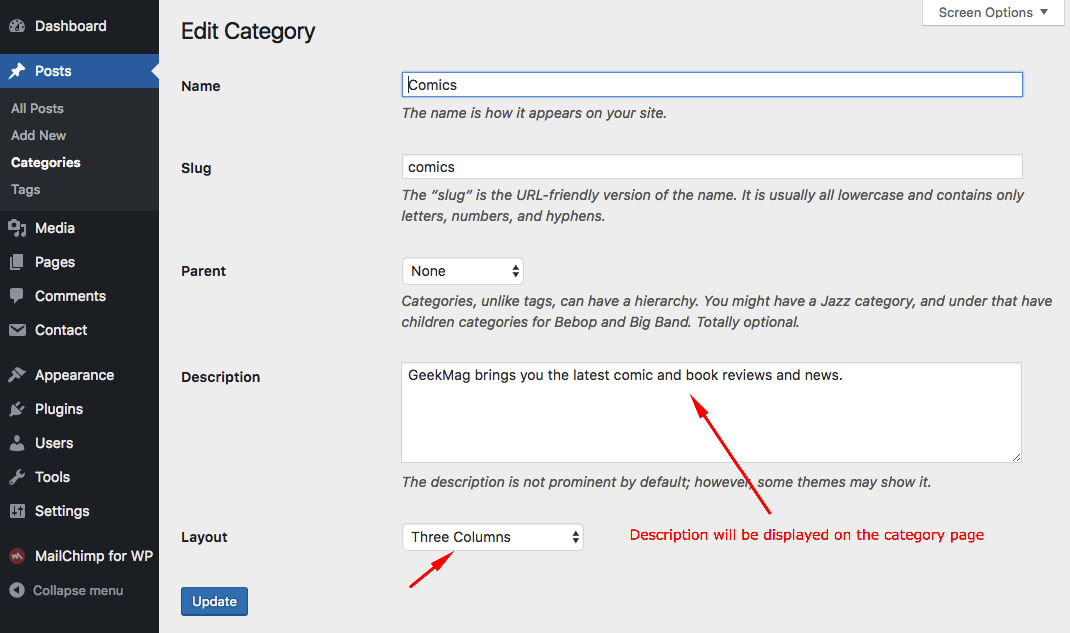 Dashboard
Posts
All Posts
Add New
Categories
Tags
Media
Pages
Comments
Contact
Appearance
Plugins
Users
Tools
Settings
MailChimp for WP
Collapse menu
Screen Options
Edit Category
Name
Comics
The name is how it appears on your site.
Slug
comics
The “slug” is the URL-friendly version of the name. It is usually all lowercase and contains only
letters, numbers, and hyphens.
Parent
None
Categories, unlike tags, can have a hierarchy. You might have a Jazz category, and under that have
children categories for Bebop and Big Band. Totally optional.
Description
GeekMag brings you the latest comic and book reviews and news.
The description is not prominent by default; however, some themes may show it.
Layout
Three Columns
Description will be displayed on the category page
Update